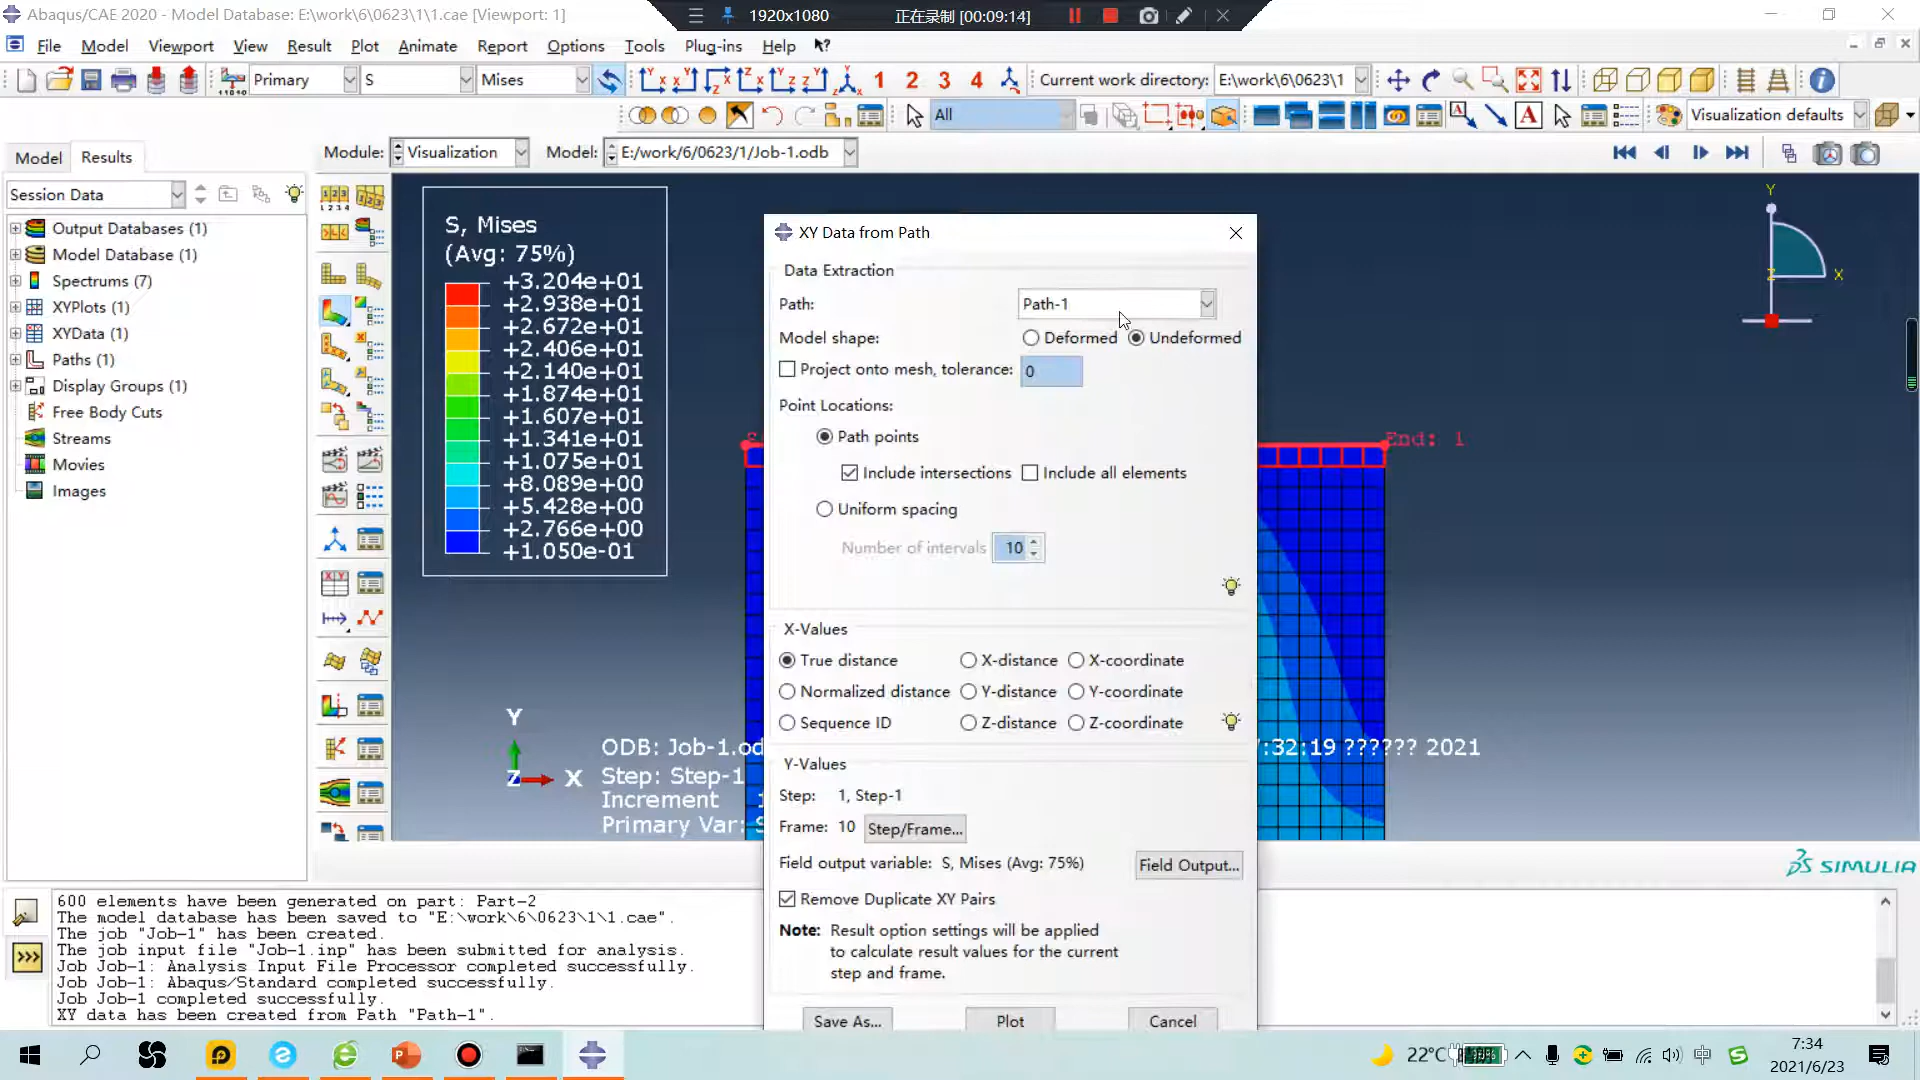 Abaqus/CAE 2020 - Model Database: E:\work\6\0623\1\1.cae [Viewport: 1]
1920x1080
正在录制 [00:09:14]
File Model Viewport View Result Plot Animate Report Options Tools Plug-ins Help
Primary S Mises
1 2 3 4
Current work directory: E:\work\6\0623\1
All
Visualization defaults
Model Results
Module: Visualization Model: E:/work/6/0623/1/Job-1.odb
Session Data
Output Databases (1)
Model Database (1)
Spectrums (7)
XYPlots (1)
XYData (1)
Paths (1)
Display Groups (1)
Free Body Cuts
Streams
Movies
Images
S, Mises
(Avg: 75%)
+3.204e+01
+2.938e+01
+2.672e+01
+2.406e+01
+2.140e+01
+1.874e+01
+1.607e+01
+1.341e+01
+1.075e+01
+8.089e+00
+5.428e+00
+2.766e+00
+1.050e-01
Y
X
Z
End: 1
Y
Z X
ODB: Job-1.od
:32:19 ?????? 2021
Step: Step-1
Increment
Primary Var:
XY Data from Path
Data Extraction
Path: Path-1
Model shape: Deformed Undeformed
Project onto mesh, tolerance: 0
Point Locations:
Path points
Include intersections Include all elements
Uniform spacing
Number of intervals 10
X-Values
True distance X-distance X-coordinate
Normalized distance Y-distance Y-coordinate
Sequence ID Z-distance Z-coordinate
Y-Values
Step: 1, Step-1
Frame: 10 Step/Frame...
Field output variable: S, Mises (Avg: 75%) Field Output...
Remove Duplicate XY Pairs
Note: Result option settings will be applied
to calculate result values for the current
step and frame.
Save As... Plot Cancel
SIMULIA
600 elements have been generated on part: Part-2
The model database has been saved to "E:\work\6\0623\1\1.cae".
The job "Job-1" has been created.
The job input file "Job-1.inp" has been submitted for analysis.
Job Job-1: Analysis Input File Processor completed successfully.
Job Job-1: Abaqus/Standard completed successfully.
Job Job-1 completed successfully.
XY data has been created from Path "Path-1".
22°C
中
7:34
2021/6/23